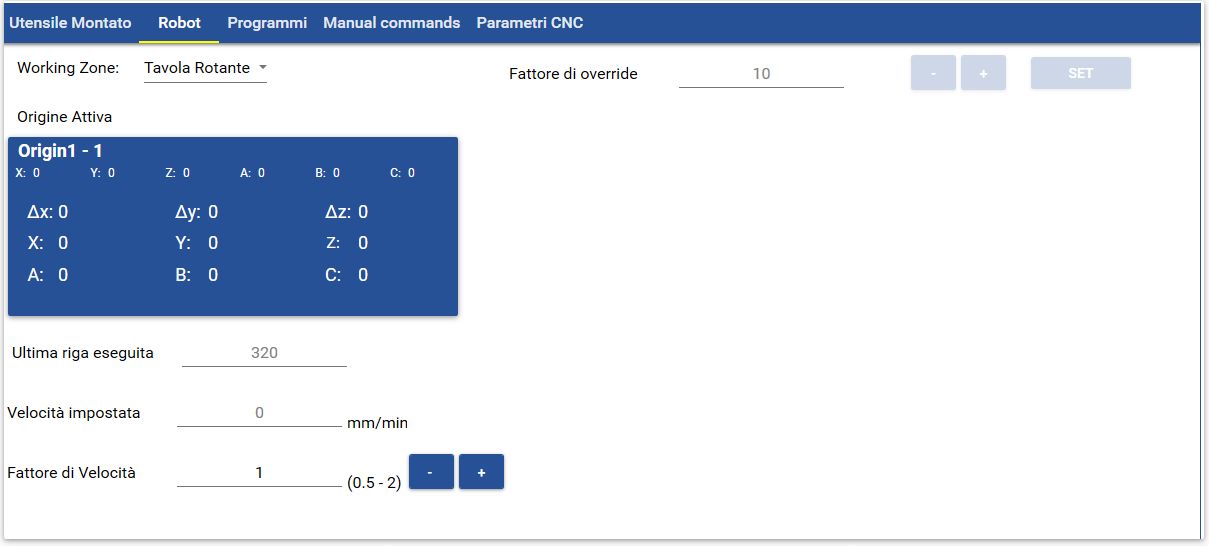 Utensile Montato Robot Programmi Manual commands Parametri CNC
Working Zone: Tavola Rotante
Fattore di override 10 - + SET
Origine Attiva
Origin1 - 1
X: 0 Y: 0 Z: 0 A: 0 B: 0 C: 0
Δx: 0 Δy: 0 Δz: 0
X: 0 Y: 0 Z: 0
A: 0 B: 0 C: 0
Ultima riga eseguita 320
Velocità impostata 0 mm/min
Fattore di Velocità 1 (0.5 - 2) - +